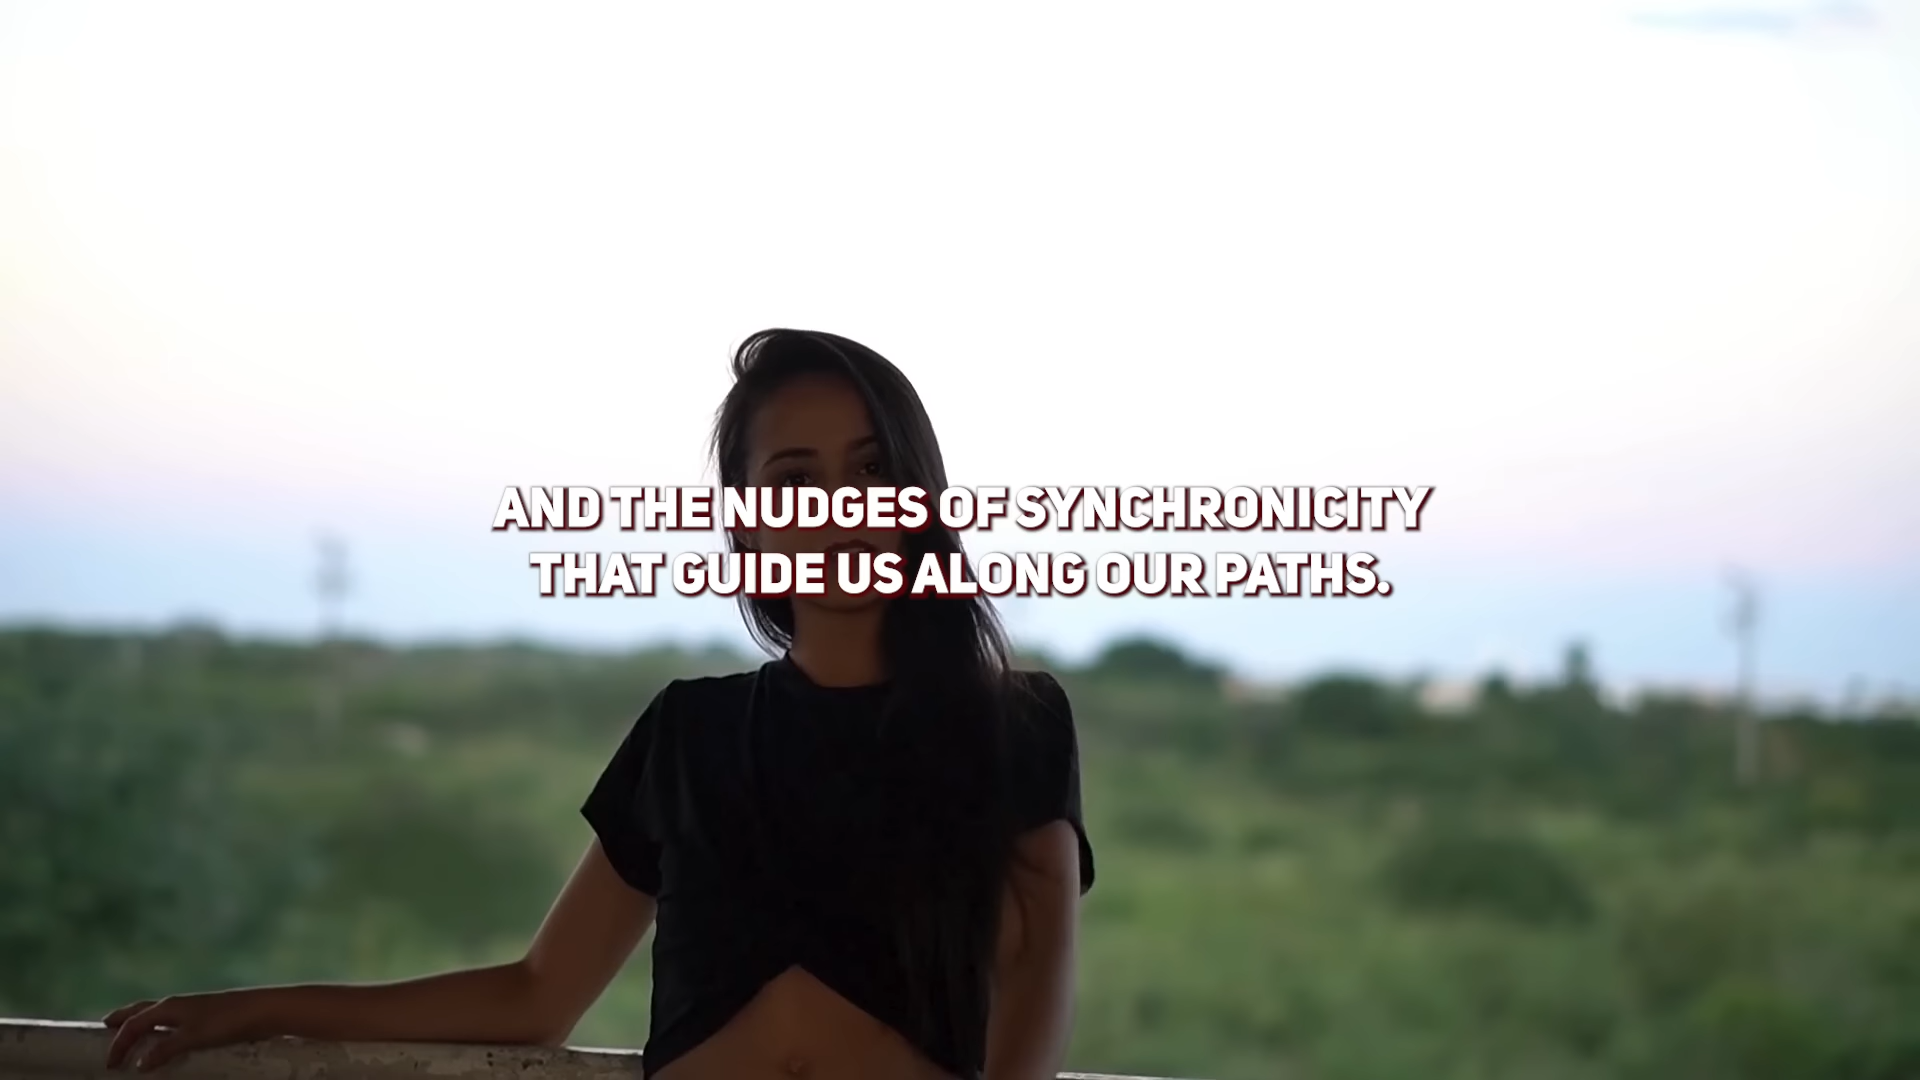 AND THE NUDGES OF SYNCHRONICITY
THAT GUIDE US ALONG OUR PATHS.